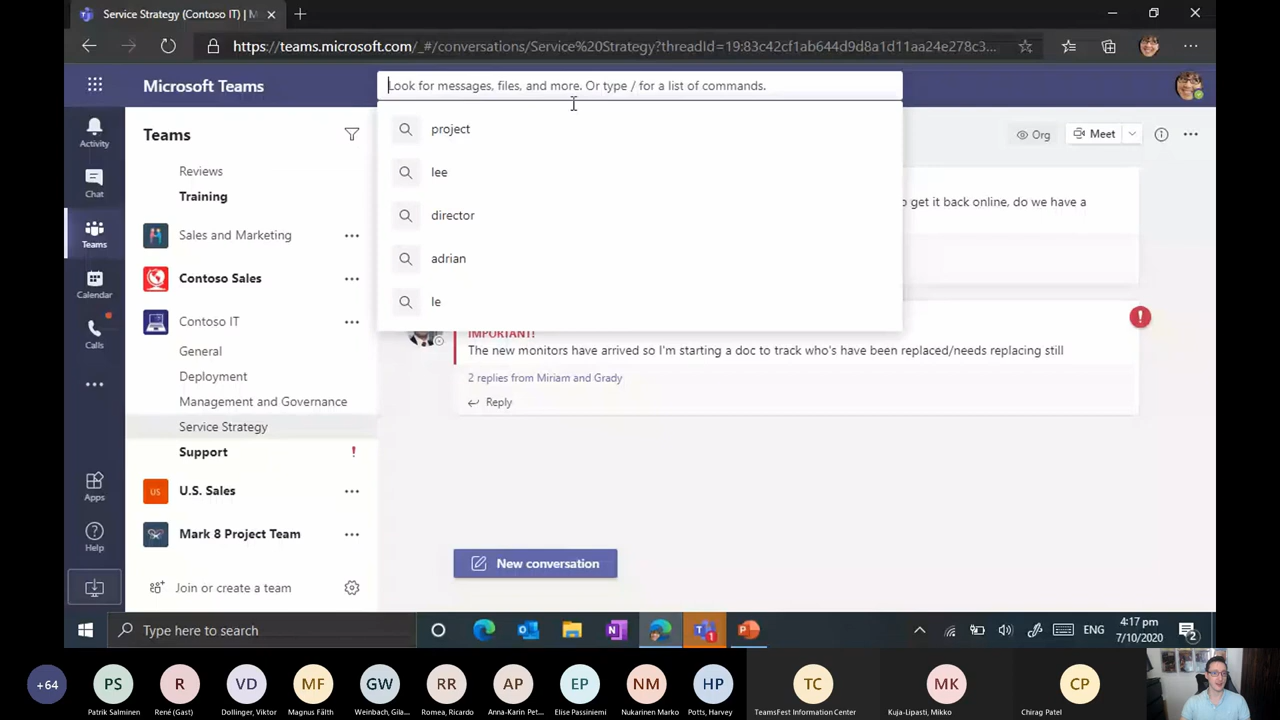 Service Strategy (Contoso IT) | M
https://teams.microsoft.com/_#/conversations/Service%20Strategy?threadId=19:83c42cf1ab644d9d8a1d11aa24e278c3...
Microsoft Teams
Look for messages, files, and more. Or type / for a list of commands.
project
lee
director
adrian
le
Activity
Chat
Teams
Calendar
Calls
Apps
Help
Teams
Reviews
Training
Sales and Marketing
Contoso Sales
Contoso IT
General
Deployment
Management and Governance
Service Strategy
Support
US
U.S. Sales
Mark 8 Project Team
Join or create a team
Org
Meet
o get it back online, do we have a
IMPORTANT!
The new monitors have arrived so I'm starting a doc to track who's have been replaced/needs replacing still
2 replies from Miriam and Grady
Reply
New conversation
Type here to search
N
1
ENG
4:17 pm
7/10/2020
2
+64
PS
R
VD
MF
GW
RR
AP
EP
NM
HP
TC
MK
CP
Patrik Salminen
René (Gast)
Dollinger, Viktor
Magnus Fälth
Weinbach, Gila...
Romea, Ricardo
Anna-Karin Pet...
Elise Passiniemi
Nukarinen Marko
Potts, Harvey
TeamsFest Information Center
Kuja-Lipasti, Mikko
Chirag Patel